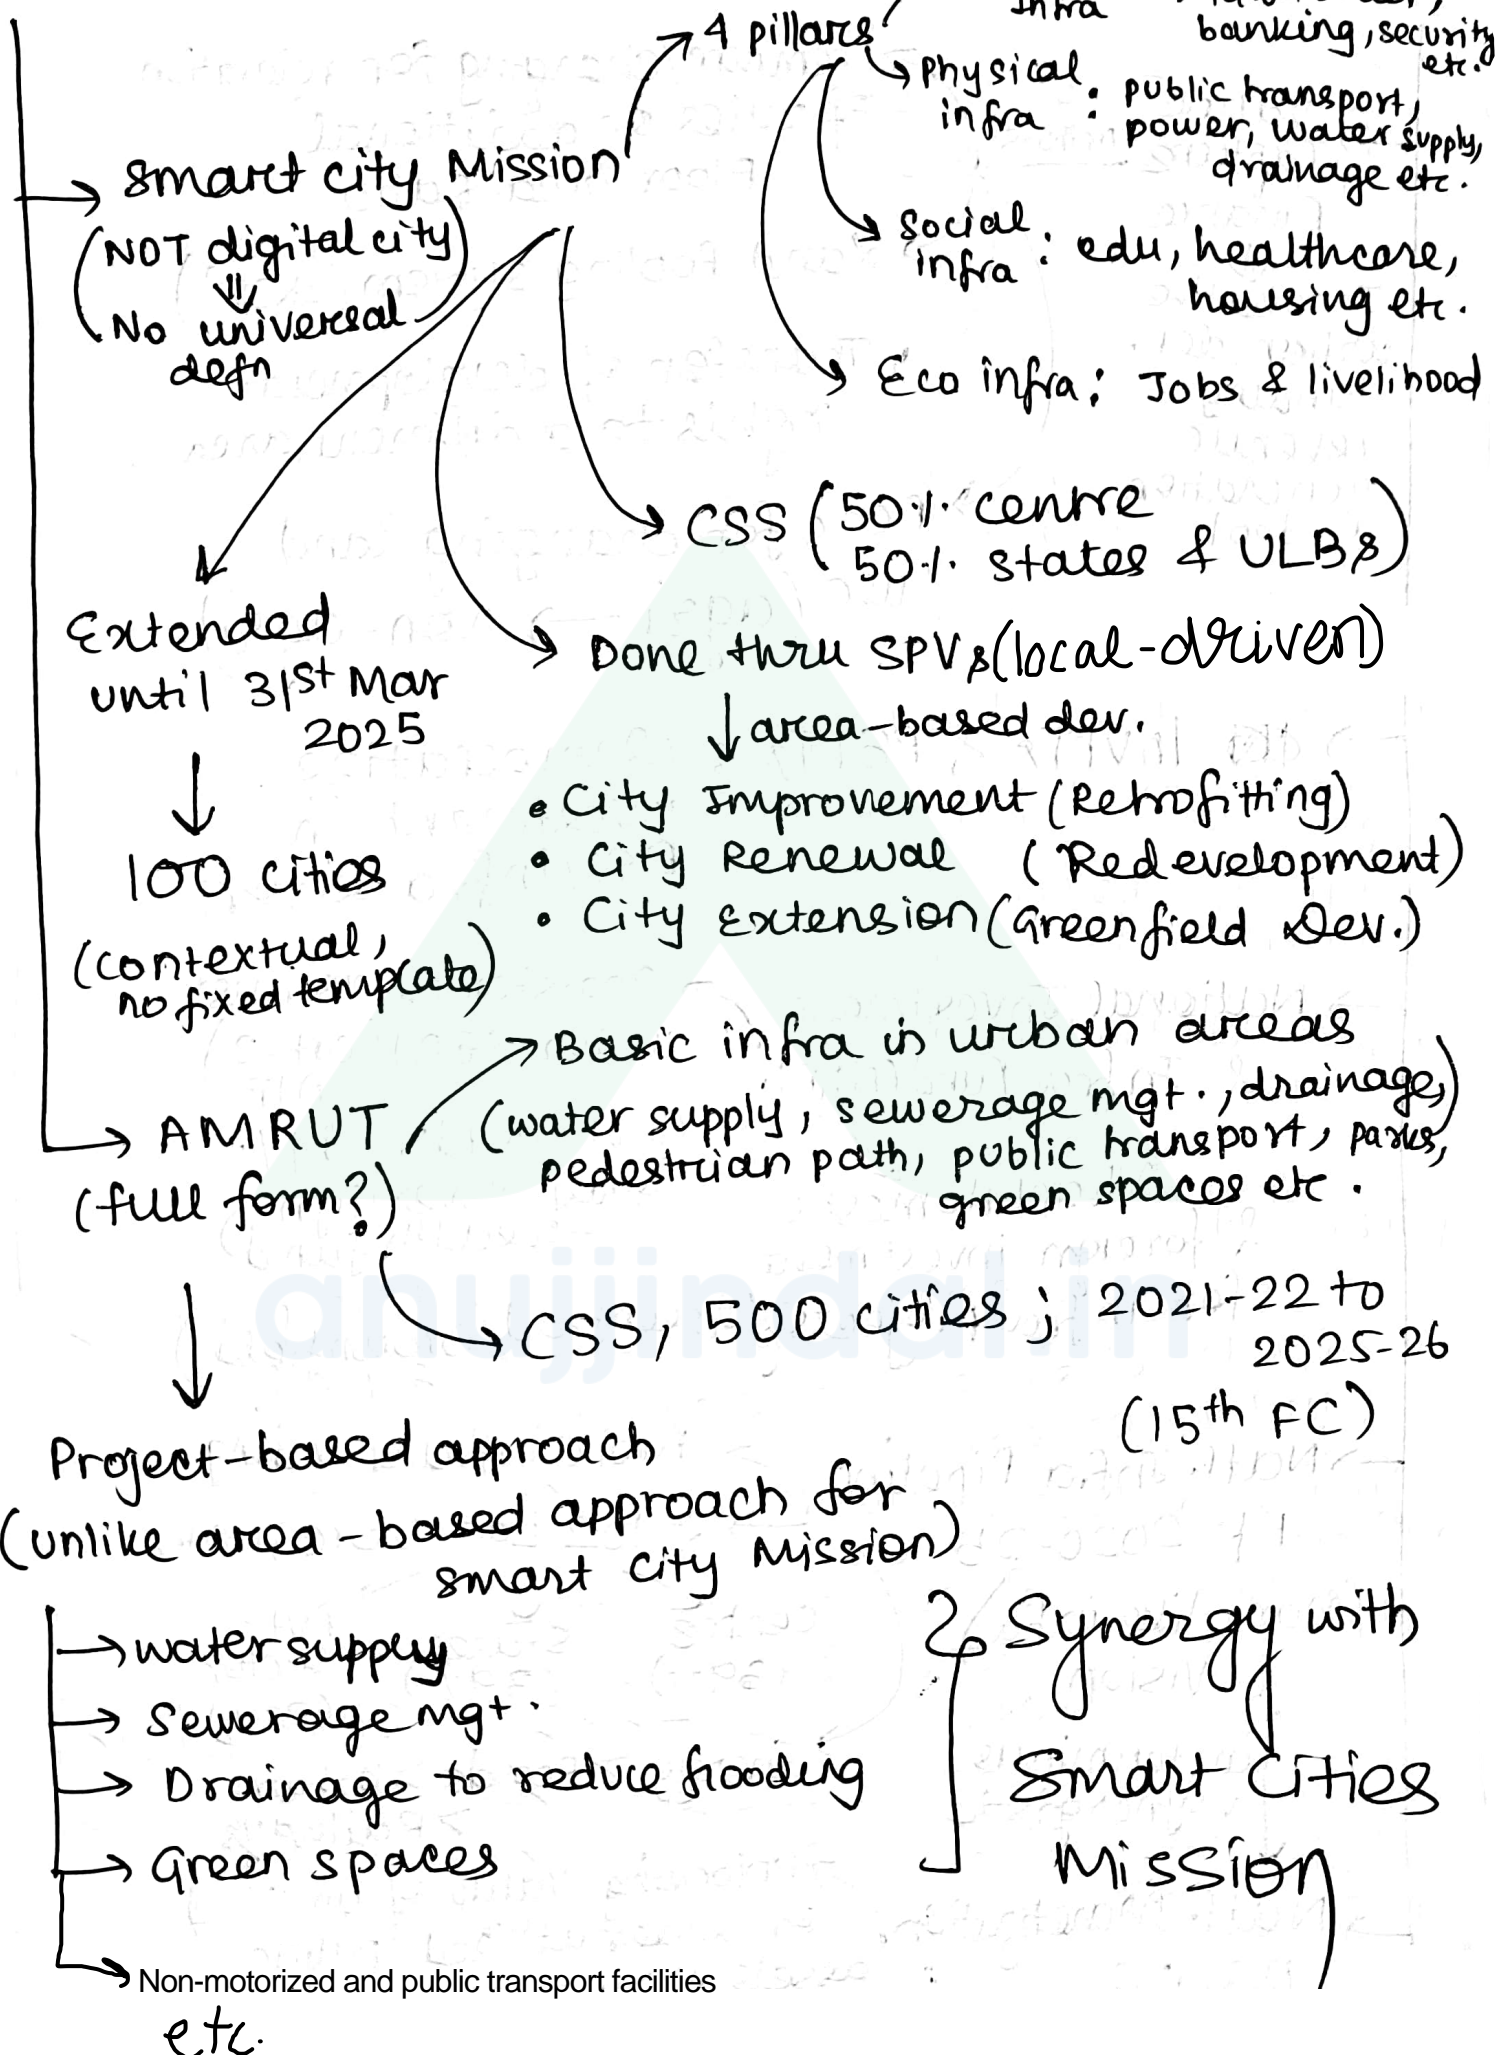 4 pillars
infra
banking, security
etc.
Physical infra : public transport,
power, water supply,
drainage etc.
Smart city Mission
(NOT digital city
⇓
No universal
defn)
Social infra : edu, healthcare,
housing etc.
Eco infra : Jobs & livelihood
CSS (50% centre
50% states & ULBs)
Extended
until 31st Mar
2025
Done thru SPVs (local-driven)
↓ area-based dev.
• City Improvement (Retrofitting)
• City Renewal (Redevelopment)
• City Extension (Greenfield Dev.)
100 cities
(contextual,
no fixed template)
AMRUT
(full form?)
Basic infra in urban areas
(water supply, sewerage mgt., drainage,
pedestrian path, public transport, parks,
green spaces etc.)
anujjindal.in
CSS, 500 cities ; 2021-22 to
2025-26
(15th FC)
Project-based approach
(unlike area-based approach for
smart city Mission)
→ water supply
→ Sewerage mgt.
→ Drainage to reduce flooding
→ Green spaces
→ Non-motorized and public transport facilities
etc.
Synergy with
Smart Cities
Mission